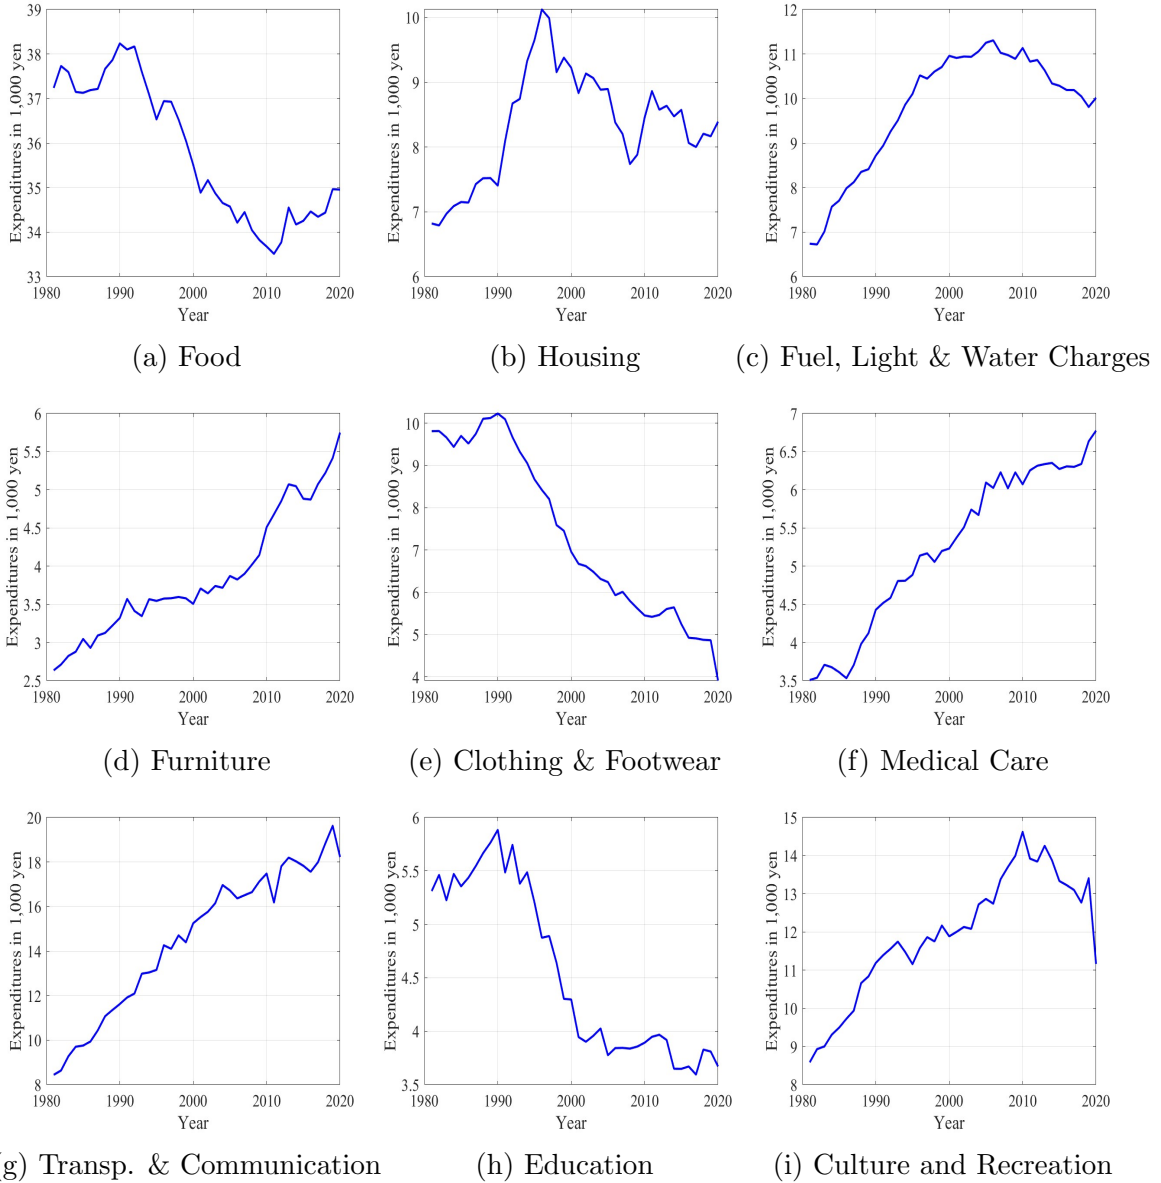 Expenditures in 1,000 yen
39
38
37
36
35
34
33
1980 1990 2000 2010 2020
Year
(a) Food
Expenditures in 1,000 yen
10
9
8
7
6
1980 1990 2000 2010 2020
Year
(b) Housing
Expenditures in 1,000 yen
12
11
10
9
8
7
6
1980 1990 2000 2010 2020
Year
(c) Fuel, Light & Water Charges
Expenditures in 1,000 yen
6
5.5
5
4.5
4
3.5
3
2.5
1980 1990 2000 2010 2020
Year
(d) Furniture
Expenditures in 1,000 yen
10
9
8
7
6
5
4
1980 1990 2000 2010 2020
Year
(e) Clothing & Footwear
Expenditures in 1,000 yen
7
6.5
6
5.5
5
4.5
4
3.5
1980 1990 2000 2010 2020
Year
(f) Medical Care
Expenditures in 1,000 yen
20
18
16
14
12
10
8
1980 1990 2000 2010 2020
Year
(g) Transp. & Communication
Expenditures in 1,000 yen
6
5.5
5
4.5
4
3.5
1980 1990 2000 2010 2020
Year
(h) Education
Expenditures in 1,000 yen
15
14
13
12
11
10
9
8
1980 1990 2000 2010 2020
Year
(i) Culture and Recreation